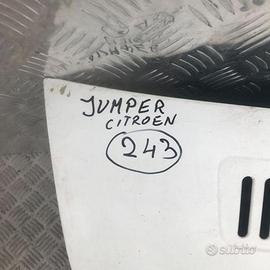 JUMPER
CITROEN
243
subito